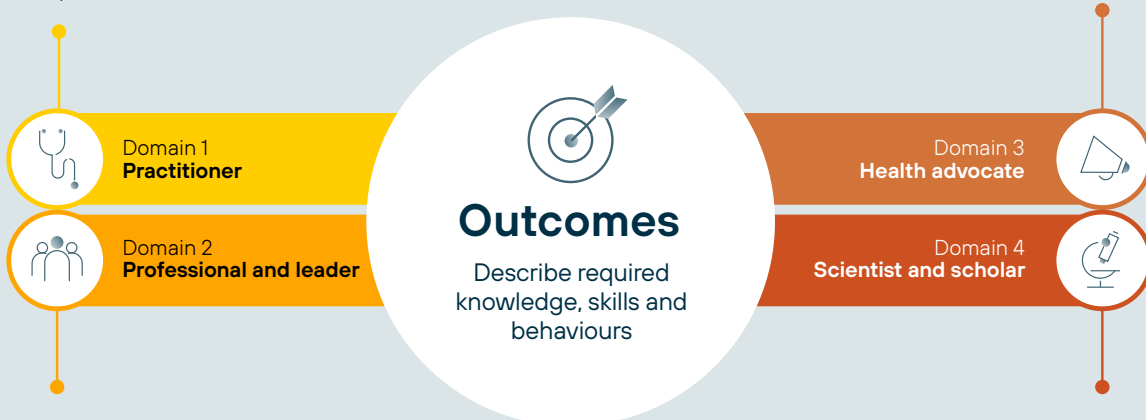 Domain 1
Practitioner
Domain 2
Professional and leader
Outcomes
Describe required
knowledge, skills and
behaviours
Domain 3
Health advocate
Domain 4
Scientist and scholar